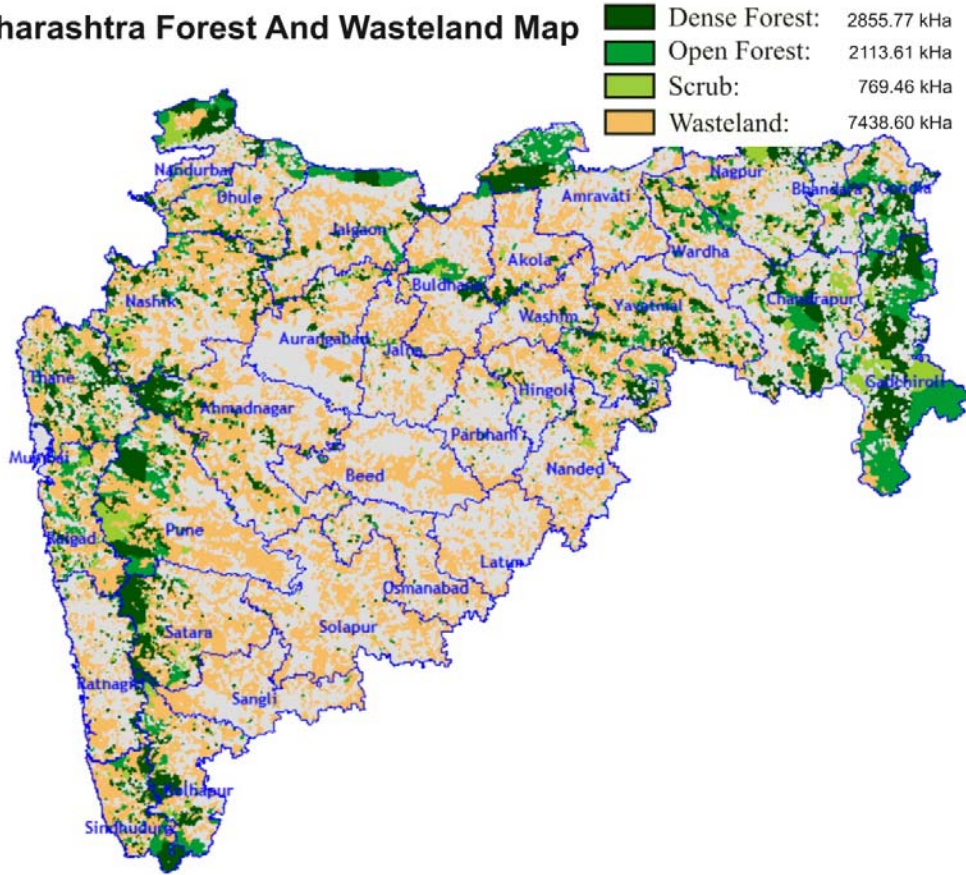 harashtra Forest And Wasteland Map
Dense Forest: 2855.77 kHa
Open Forest: 2113.61 kHa
Scrub: 769.46 kHa
Wasteland: 7438.60 kHa
Nandurbar
Dhule
Jalgaon
Amravati
Nagpur
Bhandara
Gondia
Akola
Wardha
Buldhana
Nashik
Washim
Yavatmal
Chandrapur
Aurangabad
Jalna
Thane
Ahmadnagar
Hingoli
Gadchiroli
Mumbai
Parbhani
Beed
Nanded
Raigad
Pune
Latur
Osmanabad
Satara
Solapur
Ratnagiri
Sangli
Kolhapur
Sindhudurg